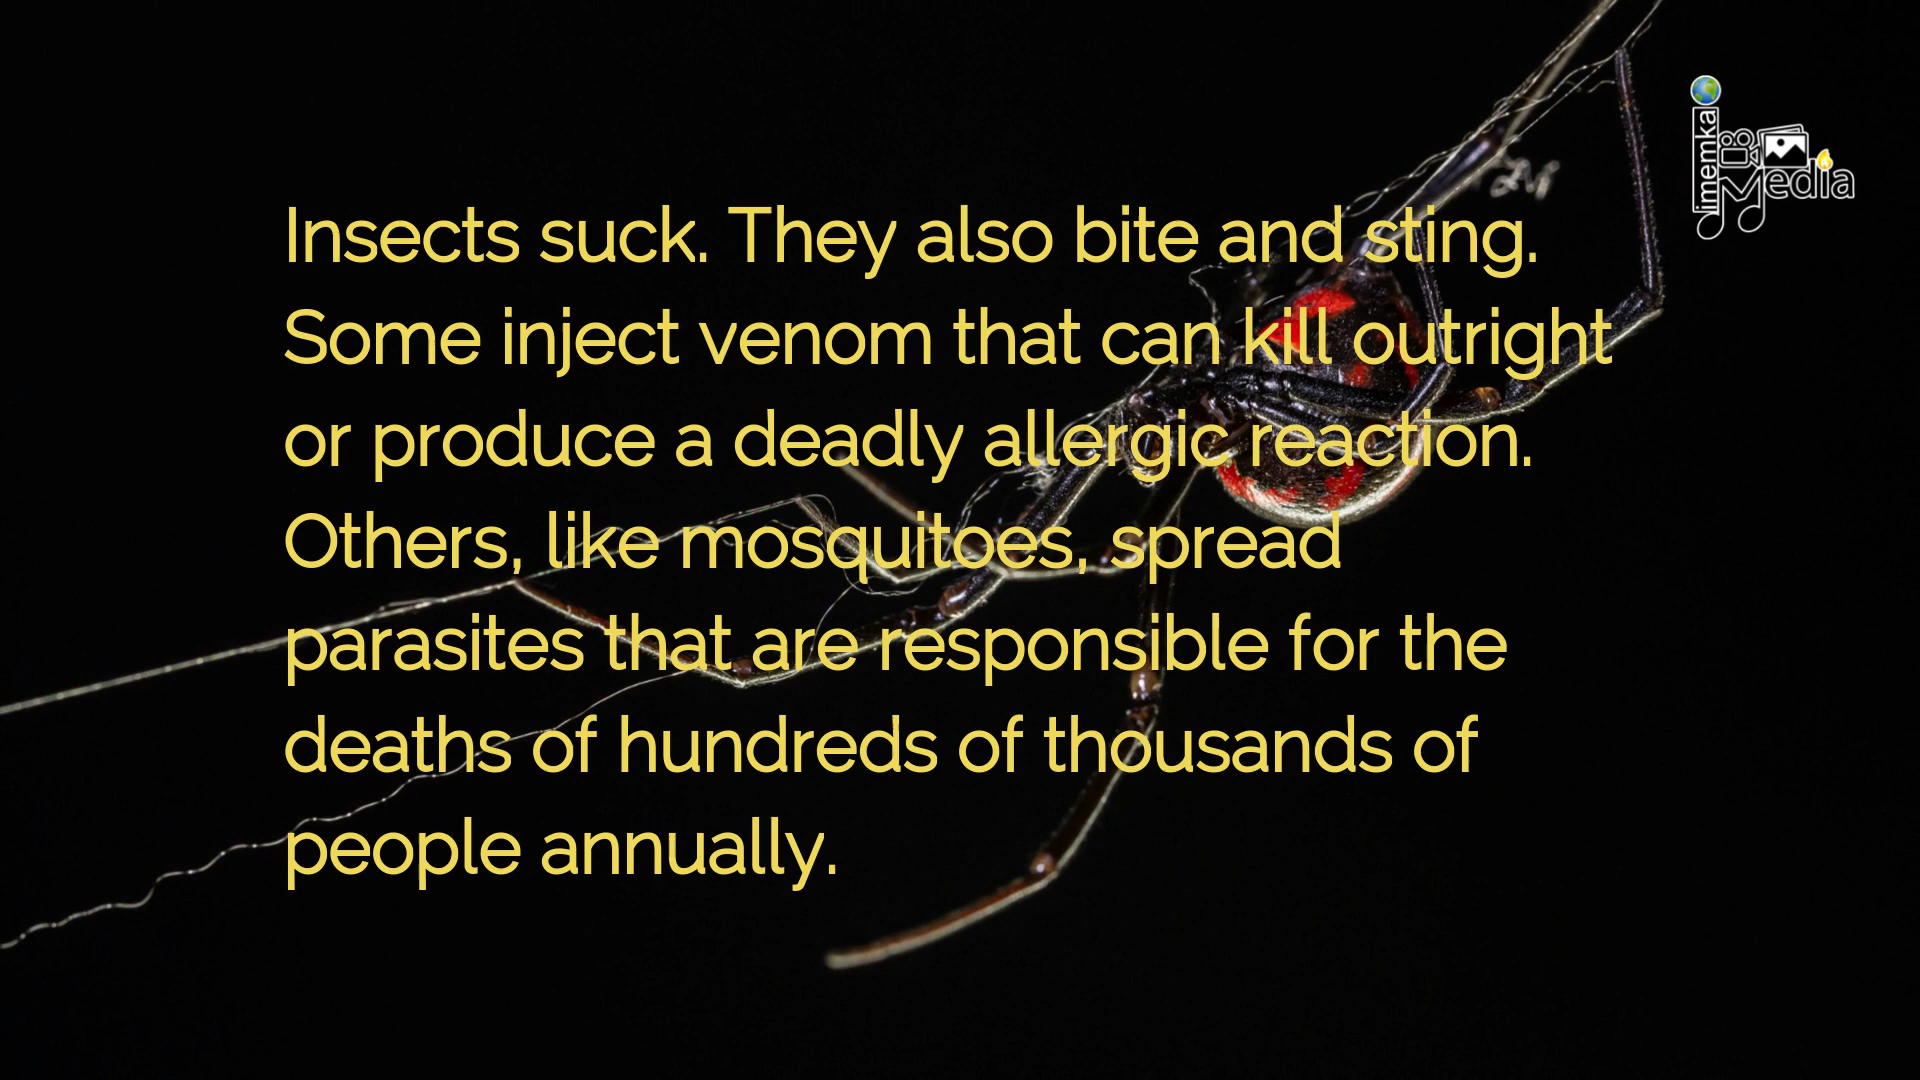 Insects suck. They also bite and sting.
Some inject venom that can kill outright
or produce a deadly allergic reaction.
Others, like mosquitoes, spread
parasites that are responsible for the
deaths of hundreds of thousands of
people annually.
imemka
Media